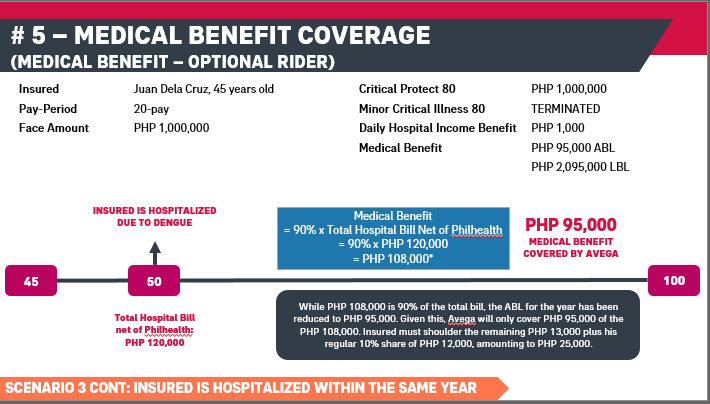 # 5 – MEDICAL BENEFIT COVERAGE
(MEDICAL BENEFIT – OPTIONAL RIDER)
Insured Juan Dela Cruz, 45 years old
Pay-Period 20-pay
Face Amount PHP 1,000,000
Critical Protect 80 PHP 1,000,000
Minor Critical Illness 80 TERMINATED
Daily Hospital Income Benefit PHP 1,000
Medical Benefit PHP 95,000 ABL
PHP 2,095,000 LBL
INSURED IS HOSPITALIZED
DUE TO DENGUE
Medical Benefit
= 90% x Total Hospital Bill Net of Philhealth
= 90% x PHP 120,000
= PHP 108,000*
PHP 95,000
MEDICAL BENEFIT
COVERED BY AVEGA
45
50
100
Total Hospital Bill
net of Philhealth:
PHP 120,000
While PHP 108,000 is 90% of the total bill, the ABL for the year has been
reduced to PHP 95,000. Given this, Avega will only cover PHP 95,000 of the
PHP 108,000. Insured must shoulder the remaining PHP 13,000 plus his
regular 10% share of PHP 12,000, amounting to PHP 25,000.
SCENARIO 3 CONT: INSURED IS HOSPITALIZED WITHIN THE SAME YEAR